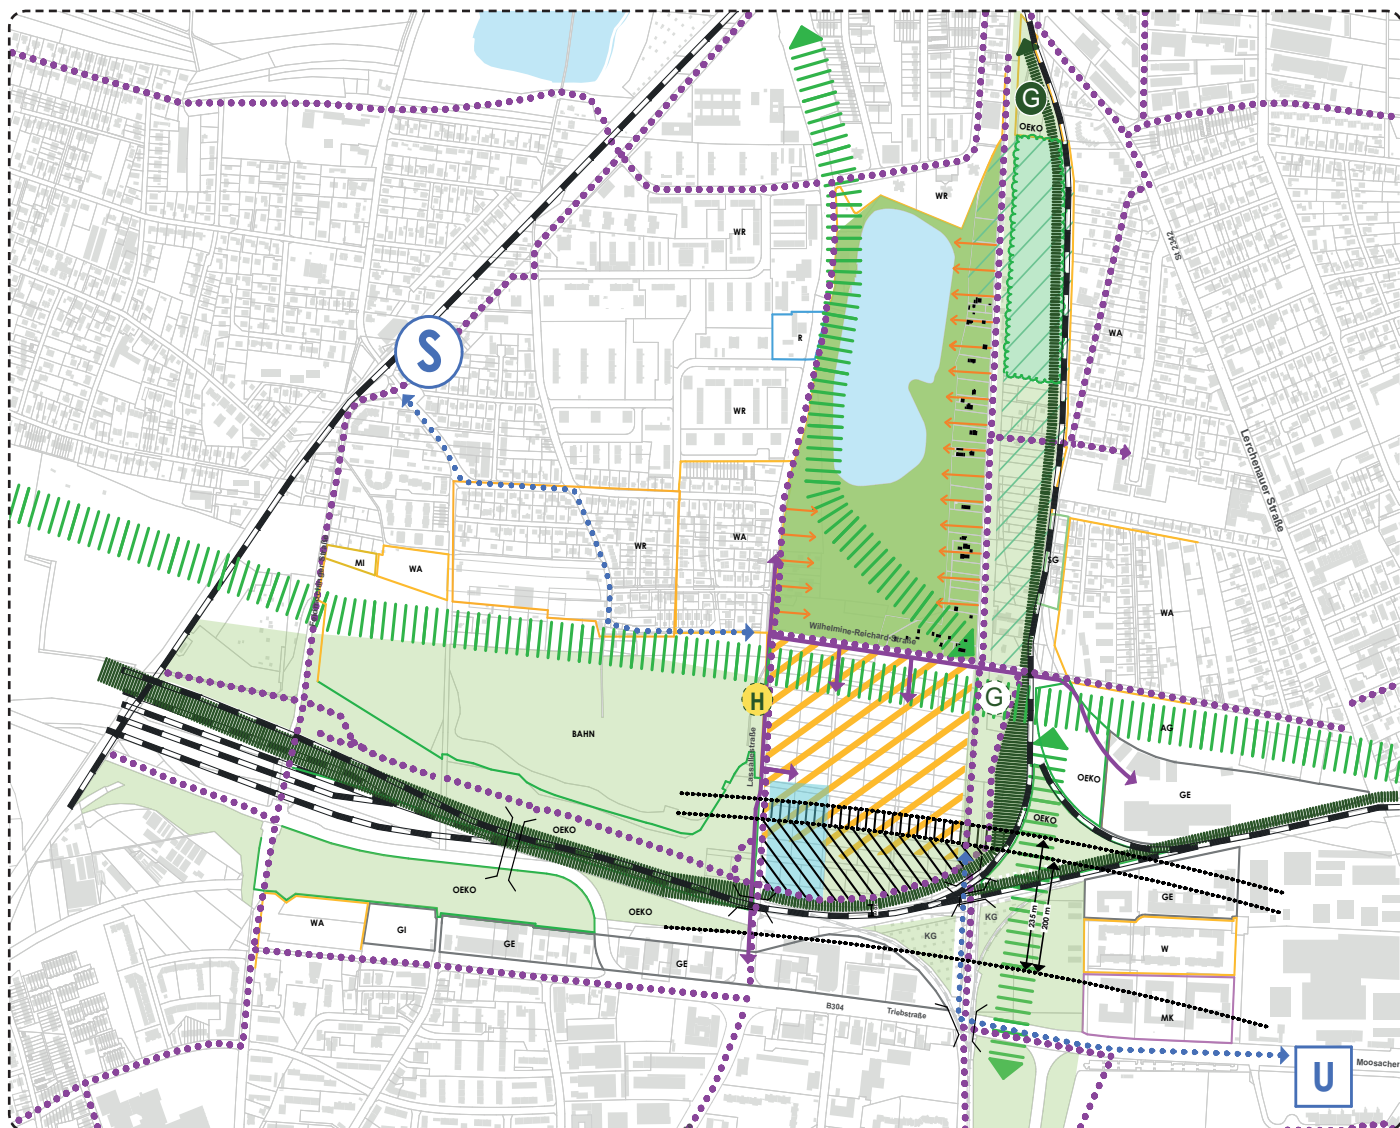 G
OEKO
WR
WR
St 2342
WA
R
S
WR
Lerchenauer Straße
WR
WA
MI
WA
SG
WA
Wilhelmine-Reichard-Straße
H
G
BAHN
Lassallestraße
AG
OEKO
GE
OEKO
OEKO
OEKO
OEKO
GE
KG
KG
235 m
200 m
WA
GI
GE
GE
W
B304
Triebstraße
MK
U
Moosacher